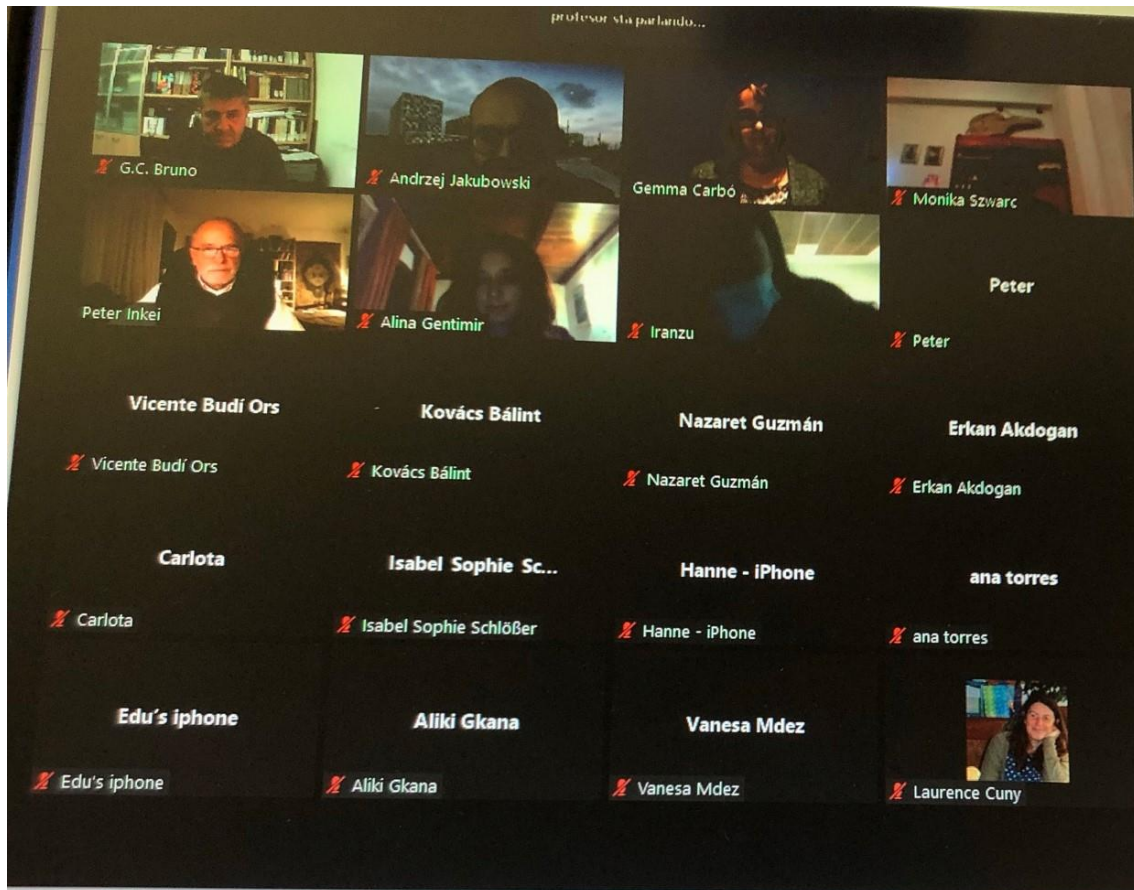 profesor sta parlando...
G.C. Bruno
Andrzej Jakubowski
Gemma Carbó
Monika Szwarc
Peter Inkei
Alina Gentimir
Iranzu
Peter
Peter
Vicente Budí Ors
Kovács Bálint
Nazaret Guzmán
Erkan Akdogan
Vicente Budí Ors
Kovács Bálint
Nazaret Guzmán
Erkan Akdogan
Carlota
Isabel Sophie Sc...
Hanne - iPhone
ana torres
Carlota
Isabel Sophie Schlößer
Hanne - iPhone
ana torres
Edu's iphone
Aliki Gkana
Vanesa Mdez
Edu's iphone
Aliki Gkana
Vanesa Mdez
Laurence Cuny